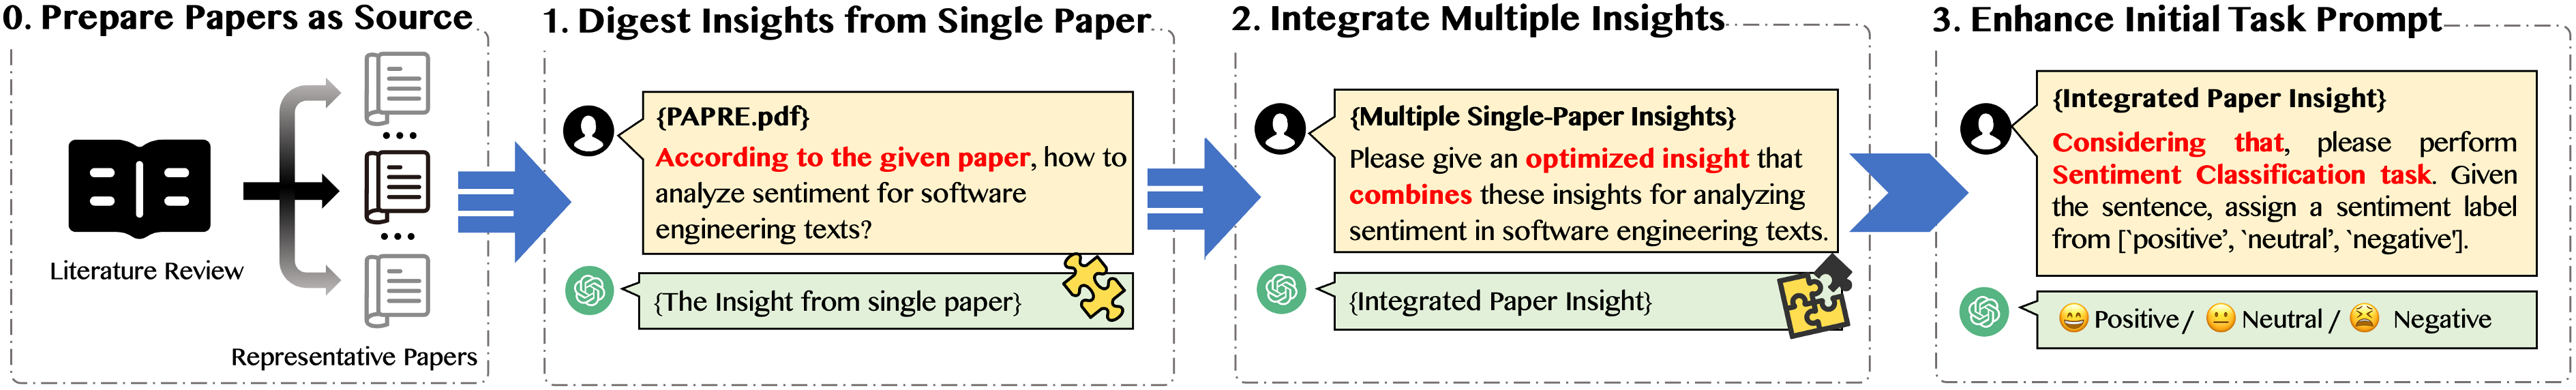 0. Prepare Papers as Source
Literature Review
Representative Papers
1. Digest Insights from Single Paper
{PAPRE.pdf}
According to the given paper, how to
analyze sentiment for software
engineering texts?
{The Insight from single paper}
2. Integrate Multiple Insights
{Multiple Single-Paper Insights}
Please give an optimized insight that
combines these insights for analyzing
sentiment in software engineering texts.
{Integrated Paper Insight}
3. Enhance Initial Task Prompt
{Integrated Paper Insight}
Considering that, please perform
Sentiment Classification task. Given
the sentence, assign a sentiment label
from [`positive’, `neutral’, `negative'].
Positive / Neutral / Negative